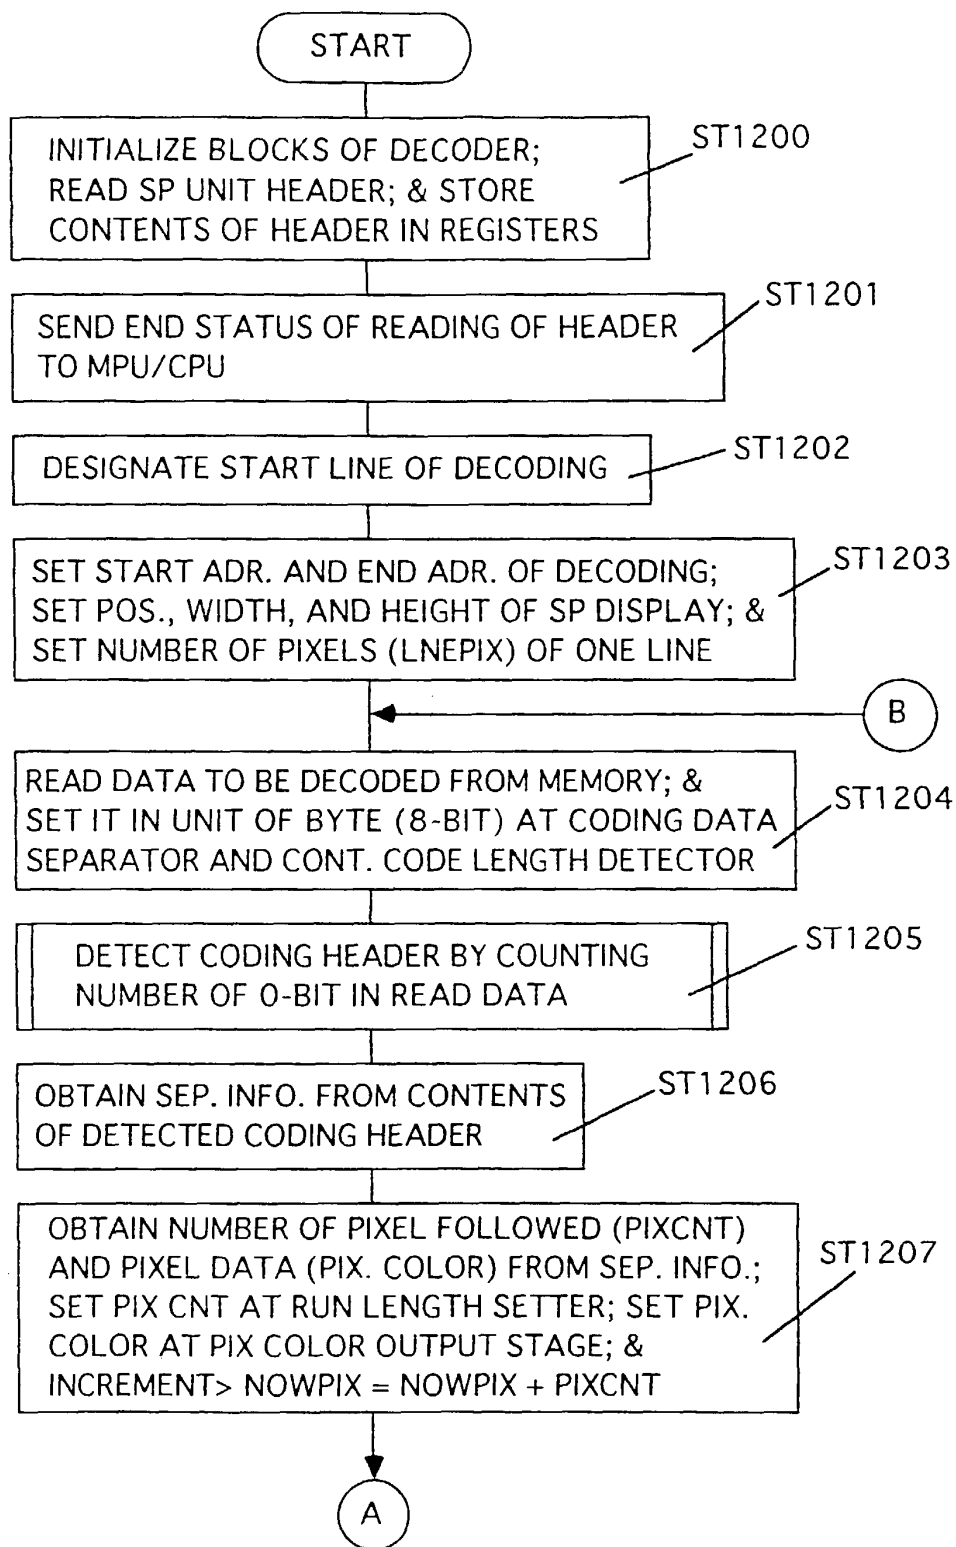 START
INITIALIZE BLOCKS OF DECODER;
READ SP UNIT HEADER; & STORE
CONTENTS OF HEADER IN REGISTERS
ST1200
SEND END STATUS OF READING OF HEADER
TO MPU/CPU
ST1201
DESIGNATE START LINE OF DECODING
ST1202
SET START ADR. AND END ADR. OF DECODING;
SET POS., WIDTH, AND HEIGHT OF SP DISPLAY; &
SET NUMBER OF PIXELS (LNEPIX) OF ONE LINE
ST1203
B
READ DATA TO BE DECODED FROM MEMORY; &
SET IT IN UNIT OF BYTE (8-BIT) AT CODING DATA
SEPARATOR AND CONT. CODE LENGTH DETECTOR
ST1204
DETECT CODING HEADER BY COUNTING
NUMBER OF 0-BIT IN READ DATA
ST1205
OBTAIN SEP. INFO. FROM CONTENTS
OF DETECTED CODING HEADER
ST1206
OBTAIN NUMBER OF PIXEL FOLLOWED (PIXCNT)
AND PIXEL DATA (PIX. COLOR) FROM SEP. INFO.;
SET PIX CNT AT RUN LENGTH SETTER; SET PIX.
COLOR AT PIX COLOR OUTPUT STAGE; &
INCREMENT> NOWPIX = NOWPIX + PIXCNT
ST1207
A